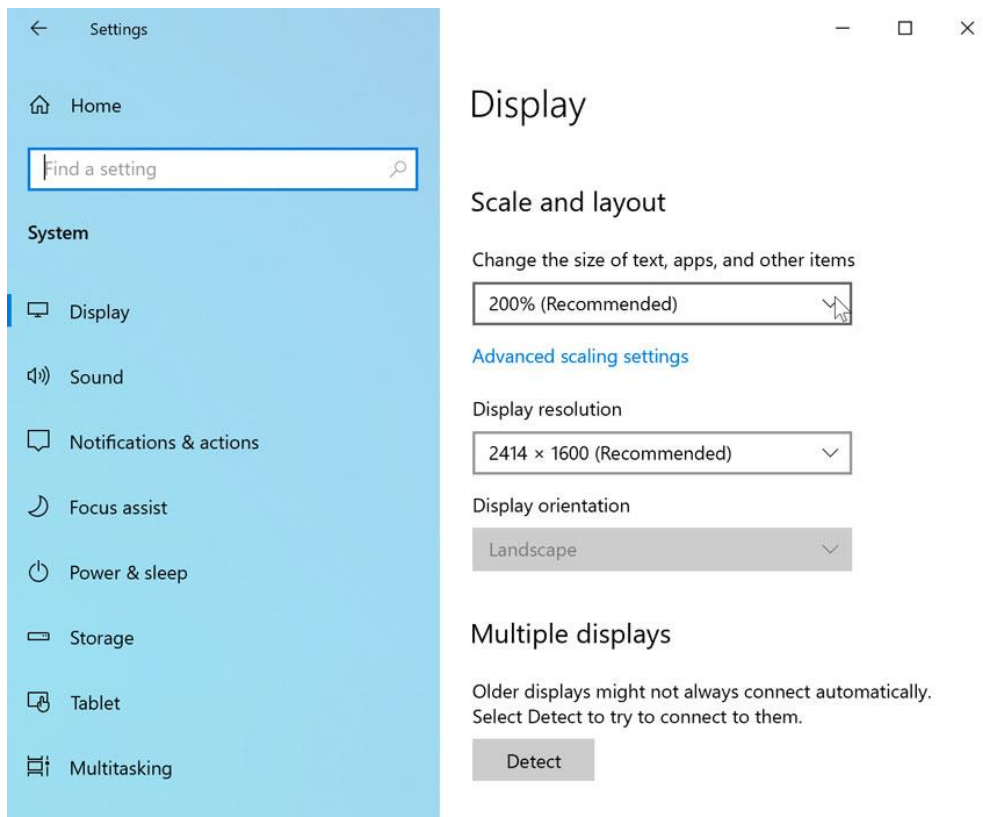 Settings
Home
Find a setting
System
Display
Sound
Notifications & actions
Focus assist
Power & sleep
Storage
Tablet
Multitasking
Display
Scale and layout
Change the size of text, apps, and other items
200% (Recommended)
Advanced scaling settings
Display resolution
2414 × 1600 (Recommended)
Display orientation
Landscape
Multiple displays
Older displays might not always connect automatically.
Select Detect to try to connect to them.
Detect